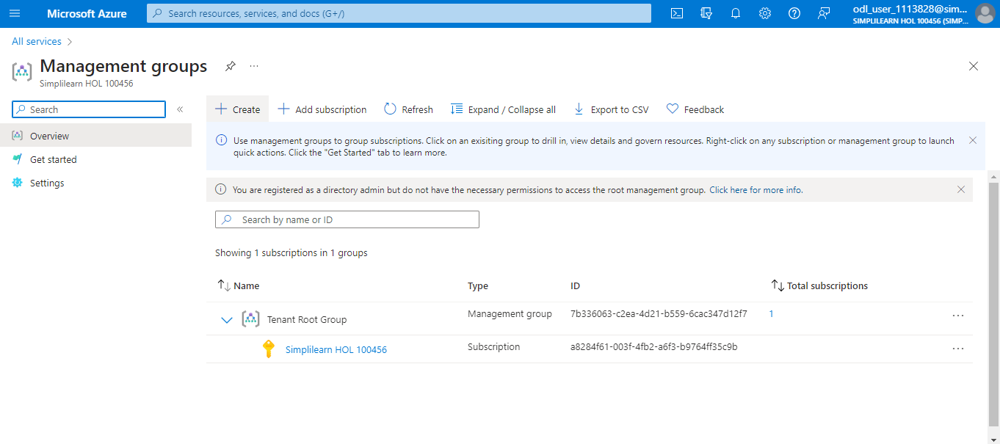 Microsoft Azure
Search resources, services, and docs (G+/)
odl_user_1113828@sim...
SIMPLILEARN HOL 100456 (SIMP...
All services
Management groups
Simplilearn HOL 100456
Search
Overview
Get started
Settings
Create
Add subscription
Refresh
Expand / Collapse all
Export to CSV
Feedback
Use management groups to group subscriptions. Click on an exisiting group to drill in, view details and govern resources. Right-click on any subscription or management group to launch
quick actions. Click the "Get Started" tab to learn more.
You are registered as a directory admin but do not have the necessary permissions to access the root management group. Click here for more info.
Search by name or ID
Showing 1 subscriptions in 1 groups
Name Type ID Total subscriptions
Tenant Root Group Management group 7b336063-c2ea-4d21-b559-6cac347d12f7 1
Simplilearn HOL 100456 Subscription a8284f61-003f-4fb2-a6f3-b9764ff35c9b